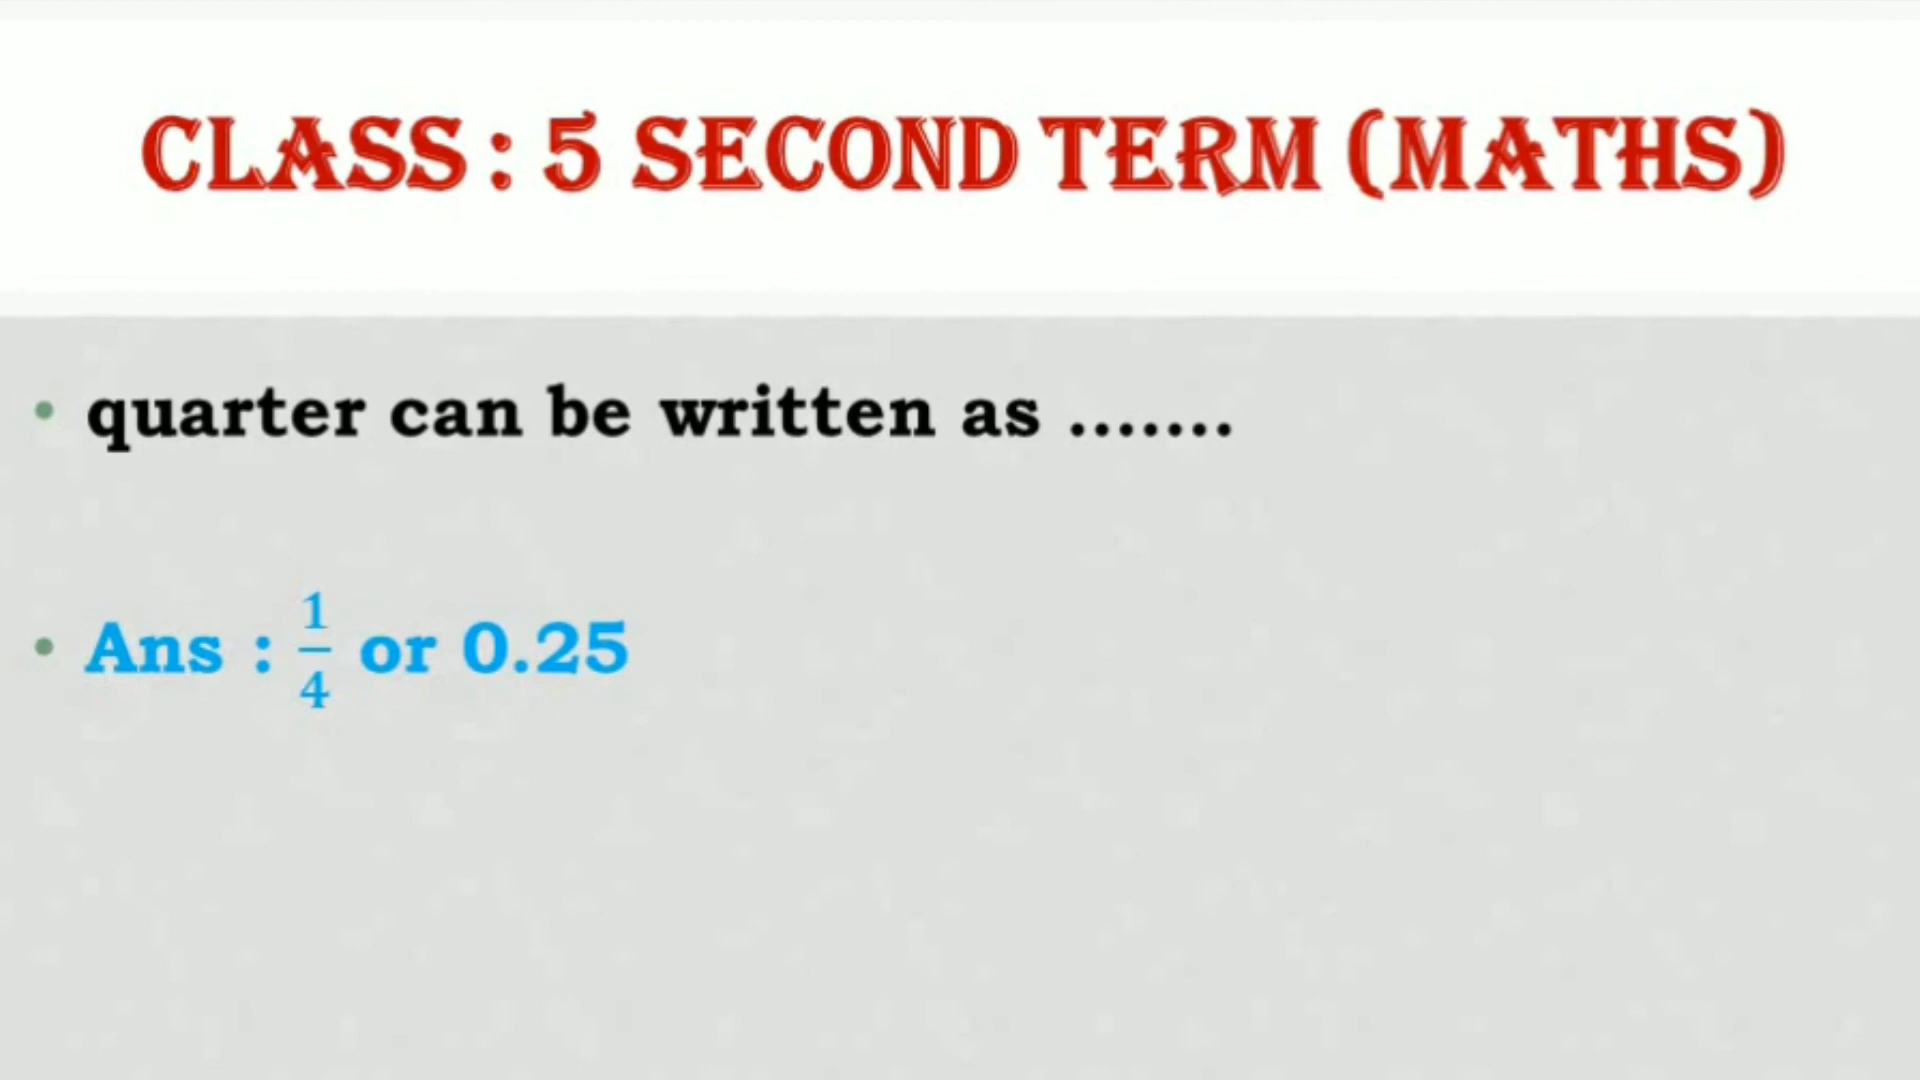 CLASS : 5 SECOND TERM (MATHS)
• quarter can be written as .......
• Ans : 1/4 or 0.25